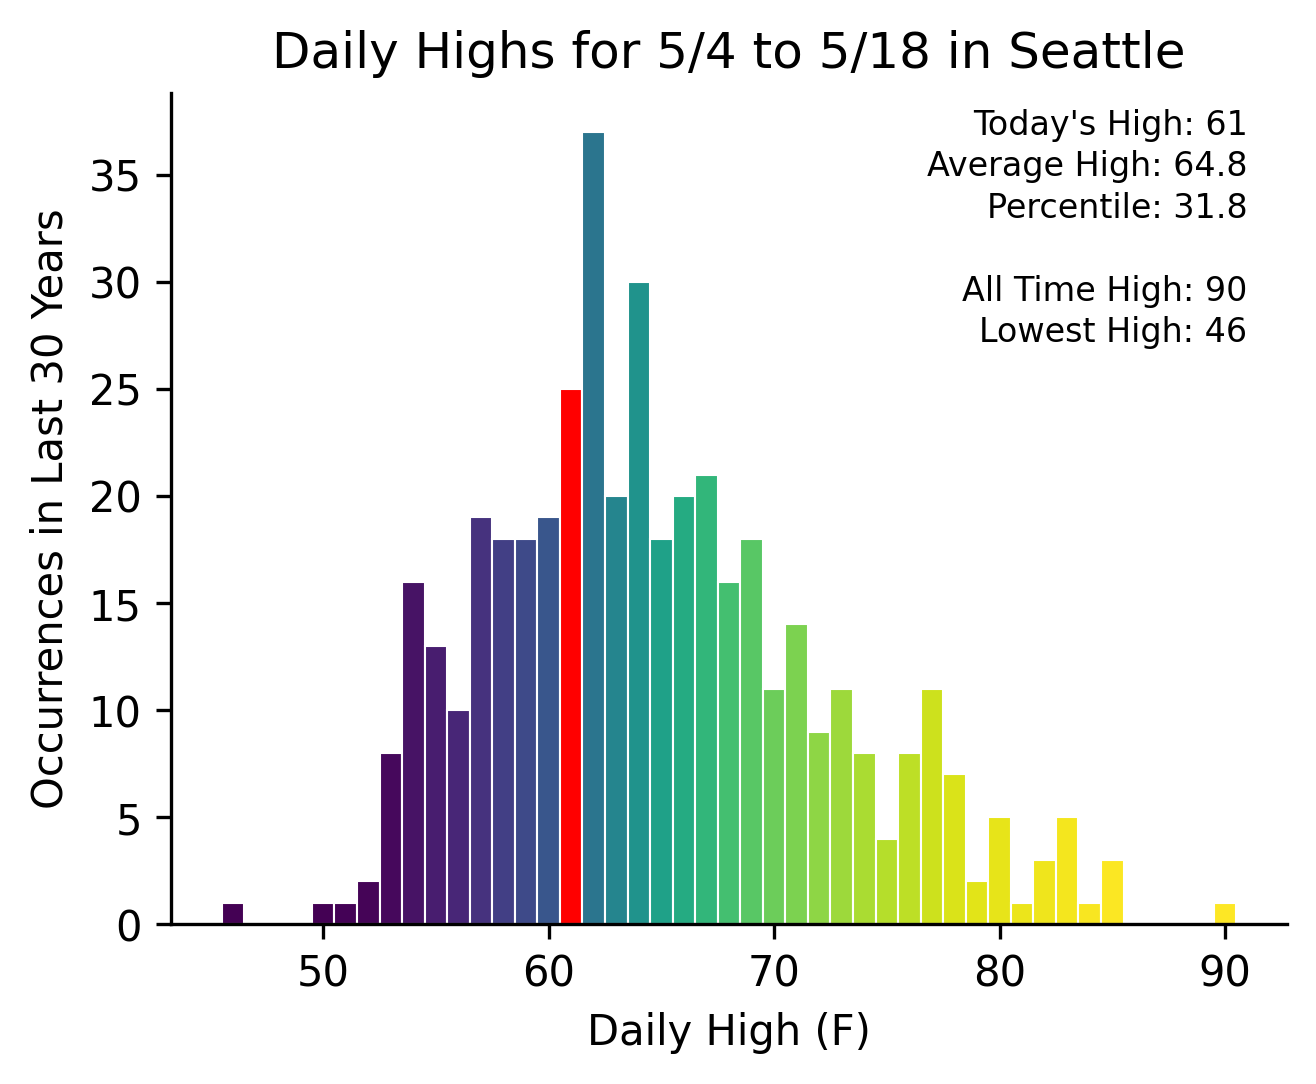 Daily Highs for 5/4 to 5/18 in Seattle
Today's High: 61
Average High: 64.8
Percentile: 31.8
All Time High: 90
Lowest High: 46
Occurrences in Last 30 Years
35
30
25
20
15
10
5
0
50 60 70 80 90
Daily High (F)